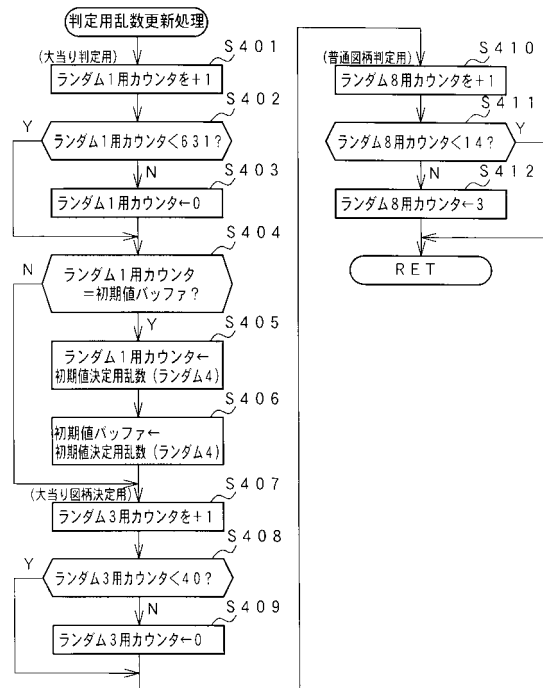 判定用乱数更新処理
(大当り判定用)
S401
ランダム1用カウンタを+1
S402
ランダム1用カウンタ<631?
Y
N
S403
ランダム1用カウンタ←0
S404
ランダム1用カウンタ
=初期値バッファ?
N
Y
S405
ランダム1用カウンタ←
初期値決定用乱数(ランダム4)
S406
初期値バッファ←
初期値決定用乱数(ランダム4)
(大当り図柄決定用)
S407
ランダム3用カウンタを+1
S408
ランダム3用カウンタ<40?
Y
N
S409
ランダム3用カウンタ←0
(普通図柄判定用)
S410
ランダム8用カウンタを+1
S411
ランダム8用カウンタ<14?
Y
N
S412
ランダム8用カウンタ←3
RET